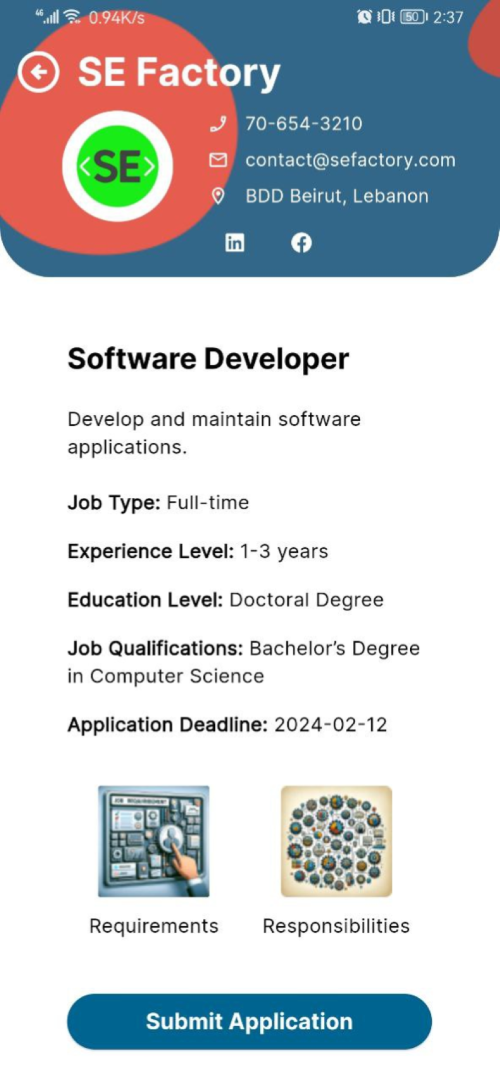 4G 0.94K/s 50 2:37
SE Factory
<SE>
70-654-3210
contact@sefactory.com
BDD Beirut, Lebanon
in f
Software Developer
Develop and maintain software
applications.
Job Type: Full-time
Experience Level: 1-3 years
Education Level: Doctoral Degree
Job Qualifications: Bachelor’s Degree
in Computer Science
Application Deadline: 2024-02-12
Requirements Responsibilities
Submit Application